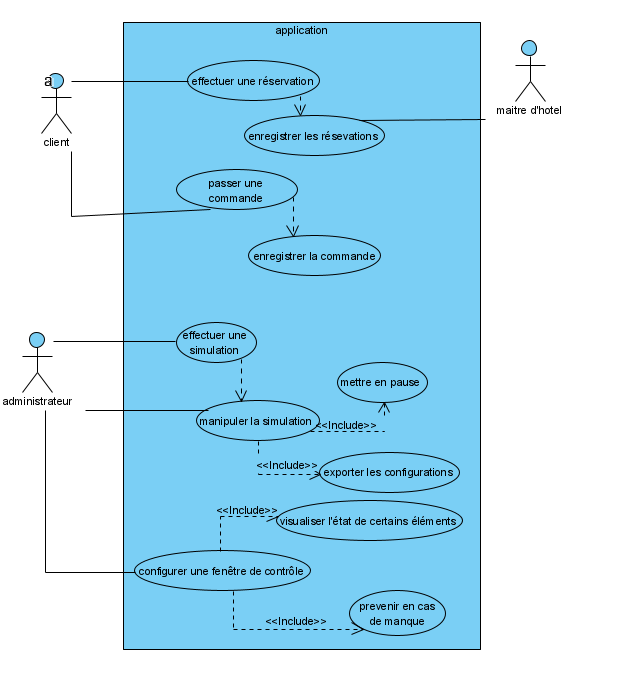 application
a
effectuer une réservation
maitre d'hotel
enregistrer les résevations
client
passer une
commande
enregistrer la commande
effectuer une
simulation
mettre en pause
administrateur
manipuler la simulation
<<Include>>
<<Include>>
exporter les configurations
<<Include>>
visualiser l'état de certains éléments
configurer une fenêtre de contrôle
prevenir en cas
de manque
<<Include>>